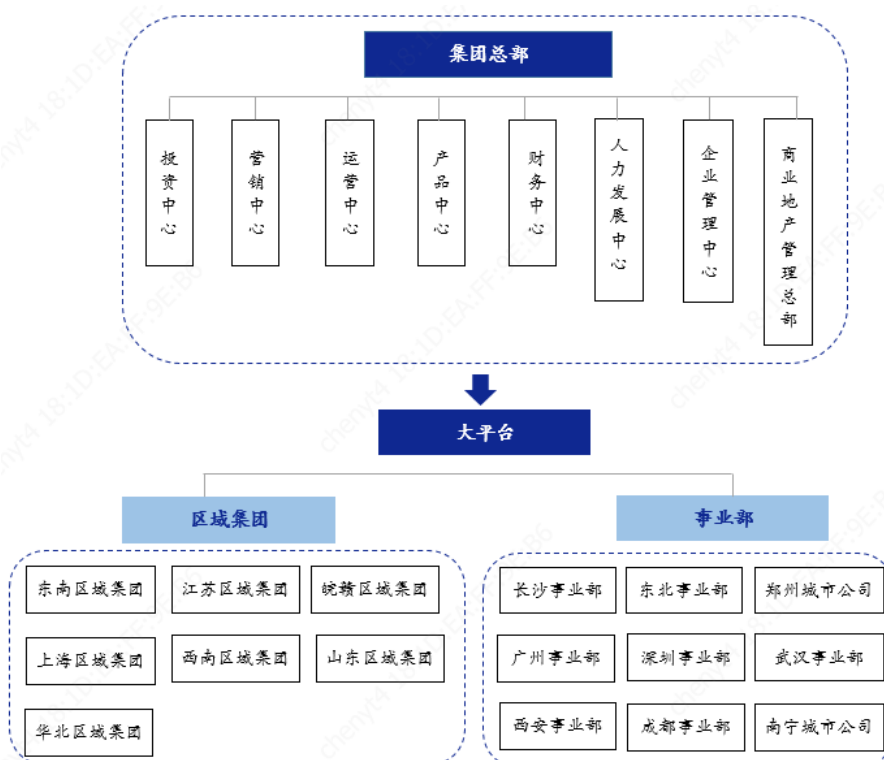 集团总部
投资中心
营销中心
运营中心
产品中心
财务中心
人力发展中心
企业管理中心
商业地产管理总部
大平台
区域集团
事业部
东南区域集团
江苏区域集团
皖赣区域集团
上海区域集团
西南区域集团
山东区域集团
华北区域集团
长沙事业部
东北事业部
郑州城市公司
广州事业部
深圳事业部
武汉事业部
西安事业部
成都事业部
南宁城市公司
chenyt4 18:1D:EA:FF:9E:B6